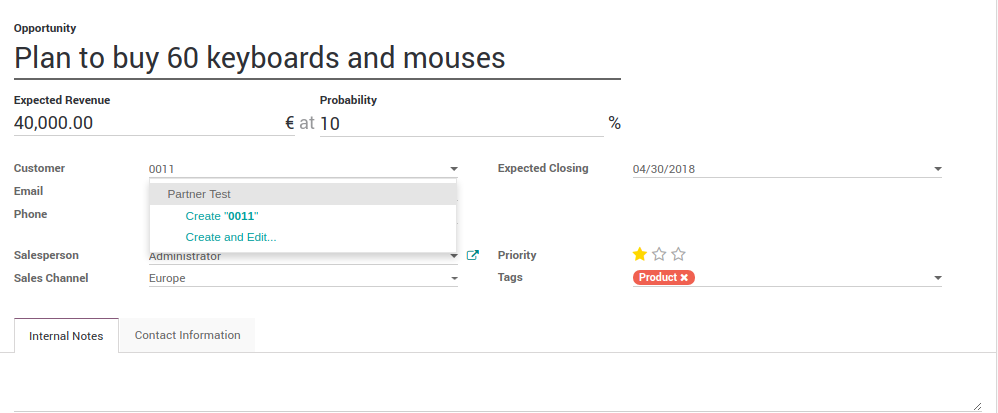 Opportunity
Plan to buy 60 keyboards and mouses
Expected Revenue Probability
40,000.00 € at 10 %
Customer 0011 Expected Closing 04/30/2018
Email Partner Test
Create "0011"
Phone
Create and Edit...
Salesperson Administrator Priority
Sales Channel Europe Tags Product ×
Internal Notes Contact Information